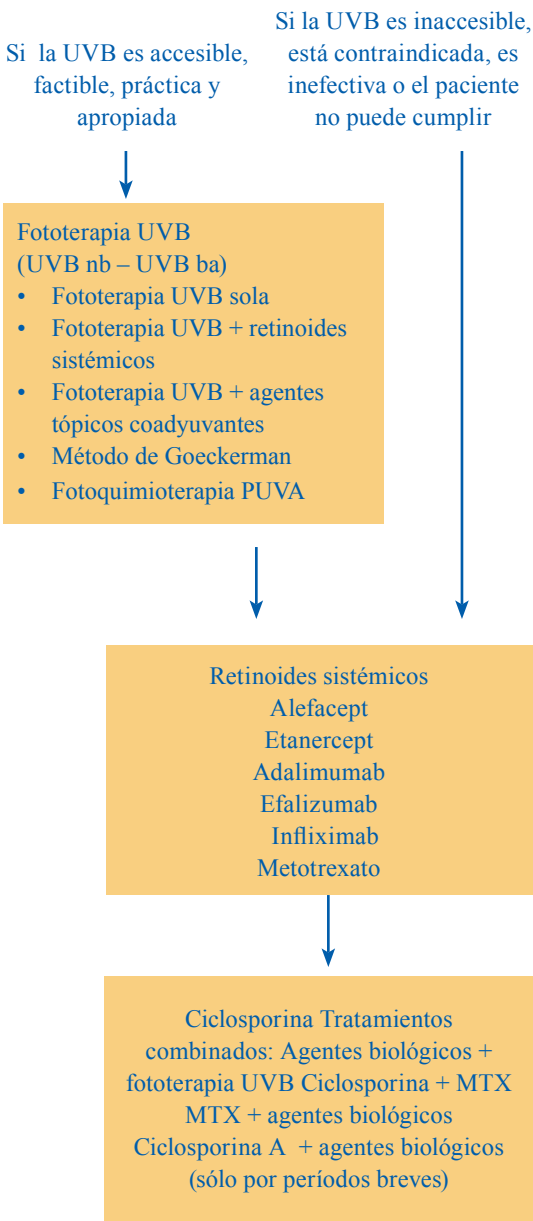 Si la UVB es accesible,
factible, práctica y
apropiada
Si la UVB es inaccesible,
está contraindicada, es
inefectiva o el paciente
no puede cumplir
Fototerapia UVB
(UVB nb – UVB ba)
• Fototerapia UVB sola
• Fototerapia UVB + retinoides
sistémicos
• Fototerapia UVB + agentes
tópicos coadyuvantes
• Método de Goeckerman
• Fotoquimioterapia PUVA
Retinoides sistémicos
Alefacept
Etanercept
Adalimumab
Efalizumab
Infliximab
Metotrexato
Ciclosporina Tratamientos
combinados: Agentes biológicos +
fototerapia UVB Ciclosporina + MTX
MTX + agentes biológicos
Ciclosporina A + agentes biológicos
(sólo por períodos breves)